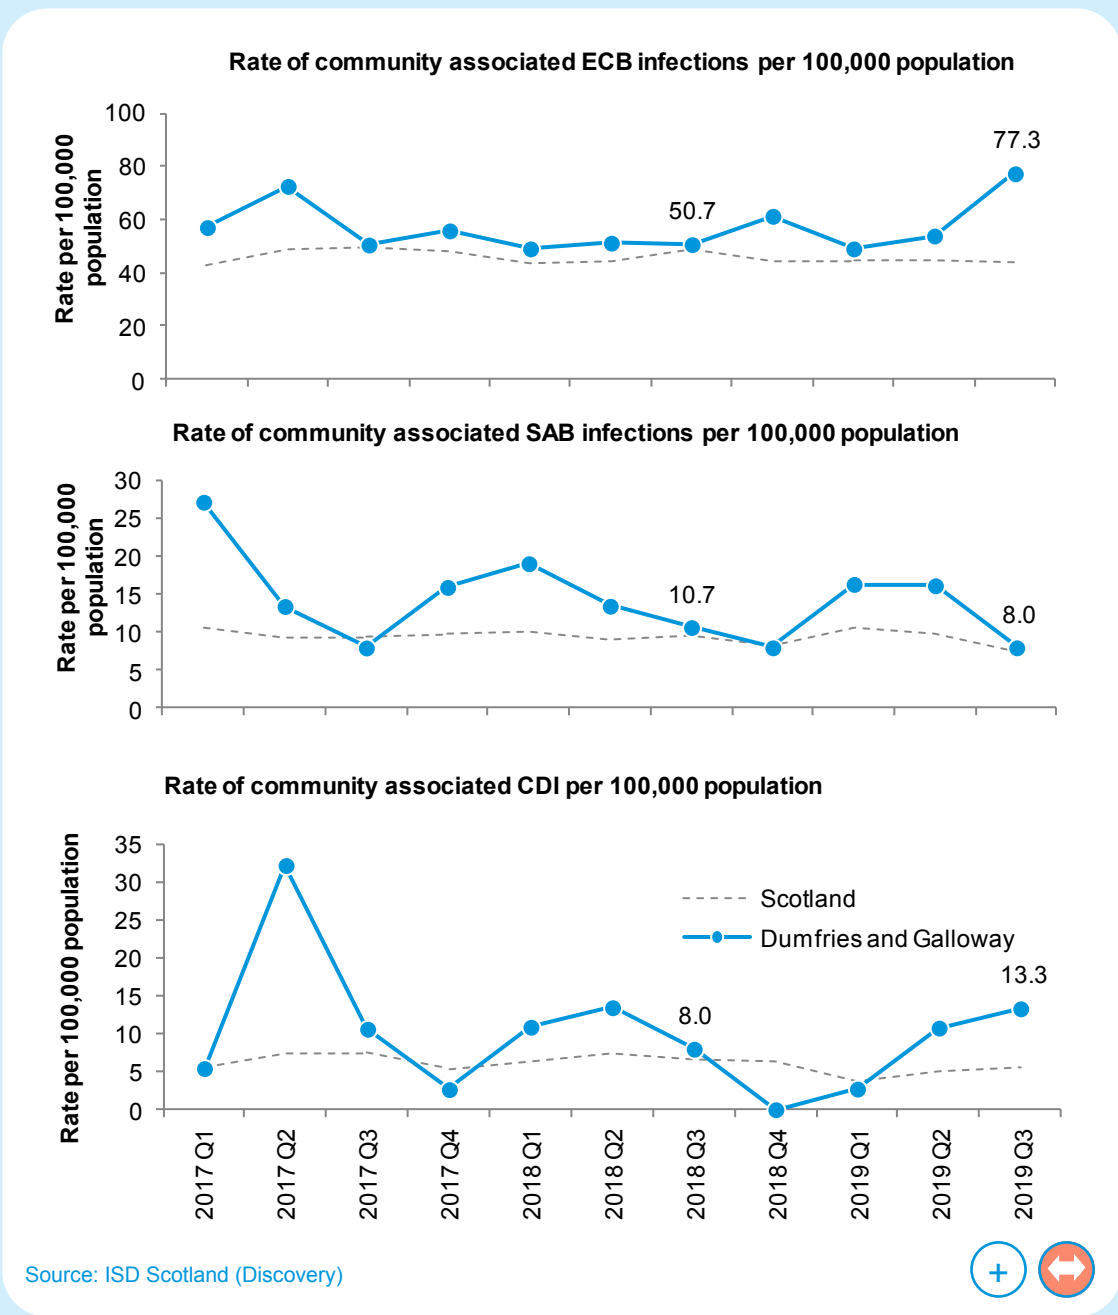 Rate of community associated ECB infections per 100,000 population
Rate per 100,000
population
100
80
60
40
20
0
50.7
77.3
Rate of community associated SAB infections per 100,000 population
Rate per 100,000
population
30
25
20
15
10
5
0
10.7
8.0
Rate of community associated CDI per 100,000 population
Rate per 100,000 population
35
30
25
20
15
10
5
0
Scotland
Dumfries and Galloway
8.0
13.3
2017 Q1
2017 Q2
2017 Q3
2017 Q4
2018 Q1
2018 Q2
2018 Q3
2018 Q4
2019 Q1
2019 Q2
2019 Q3
Source: ISD Scotland (Discovery)
+